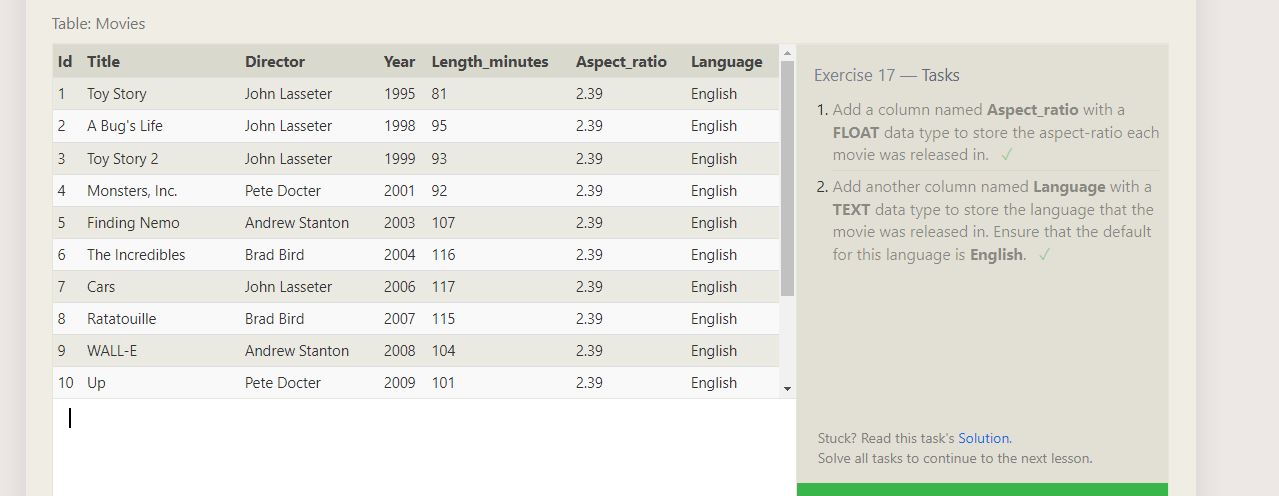 Table: Movies
Id Title Director Year Length_minutes Aspect_ratio Language
1 Toy Story John Lasseter 1995 81 2.39 English
2 A Bug's Life John Lasseter 1998 95 2.39 English
3 Toy Story 2 John Lasseter 1999 93 2.39 English
4 Monsters, Inc. Pete Docter 2001 92 2.39 English
5 Finding Nemo Andrew Stanton 2003 107 2.39 English
6 The Incredibles Brad Bird 2004 116 2.39 English
7 Cars John Lasseter 2006 117 2.39 English
8 Ratatouille Brad Bird 2007 115 2.39 English
9 WALL-E Andrew Stanton 2008 104 2.39 English
10 Up Pete Docter 2009 101 2.39 English
Exercise 17 — Tasks
1. Add a column named Aspect_ratio with a
FLOAT data type to store the aspect-ratio each
movie was released in. ✓
2. Add another column named Language with a
TEXT data type to store the language that the
movie was released in. Ensure that the default
for this language is English. ✓
Stuck? Read this task's Solution.
Solve all tasks to continue to the next lesson.